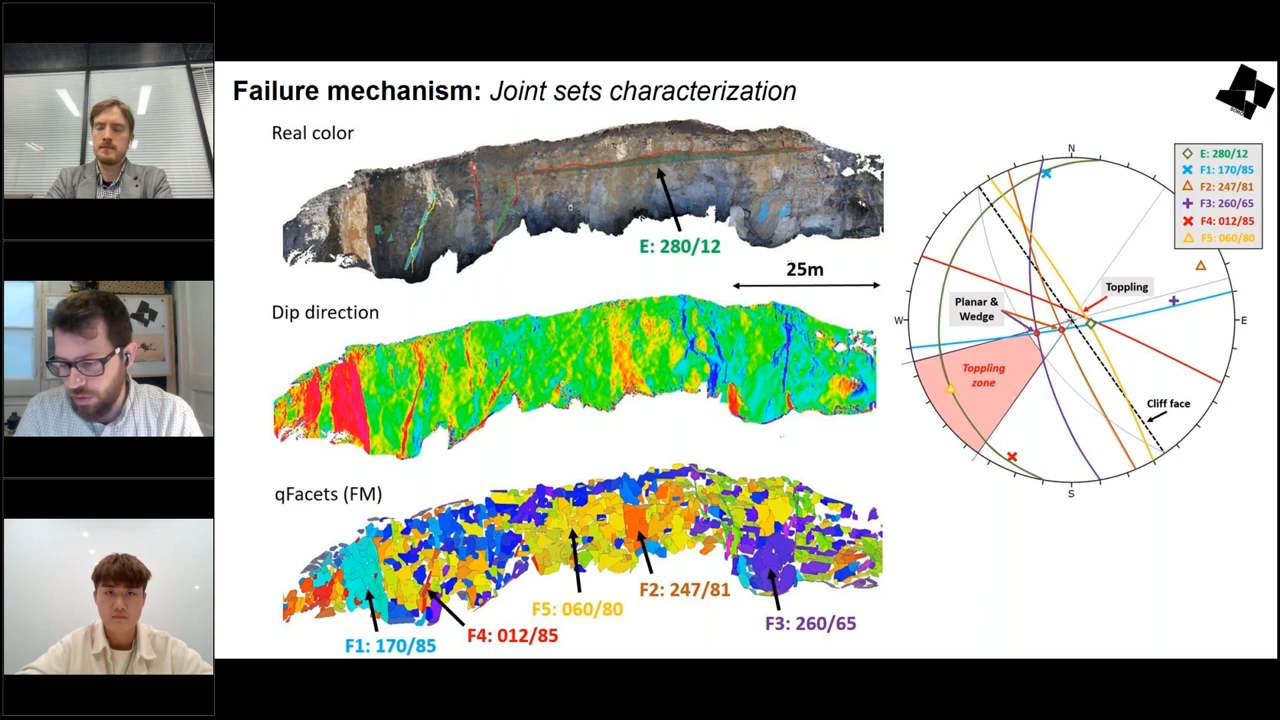 Failure mechanism: Joint sets characterization
Real color
E: 280/12
25m
Dip direction
qFacets (FM)
F1: 170/85
F4: 012/85
F5: 060/80
F2: 247/81
F3: 260/65
N
E: 280/12
F1: 170/85
F2: 247/81
F3: 260/65
F4: 012/85
F5: 060/80
Toppling
Planar &
Wedge
W
E
Toppling
zone
Cliff face
S